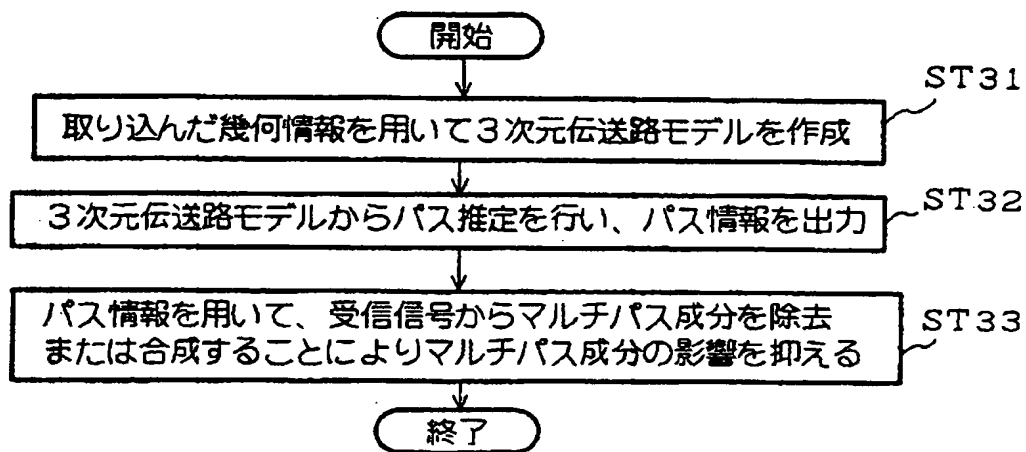 開始
ST31
取り込んだ幾何情報を用いて3次元伝送路モデルを作成
ST32
3次元伝送路モデルからパス推定を行い、パス情報を出力
ST33
パス情報を用いて、受信信号からマルチパス成分を除去
または合成することによりマルチパス成分の影響を抑える
終了